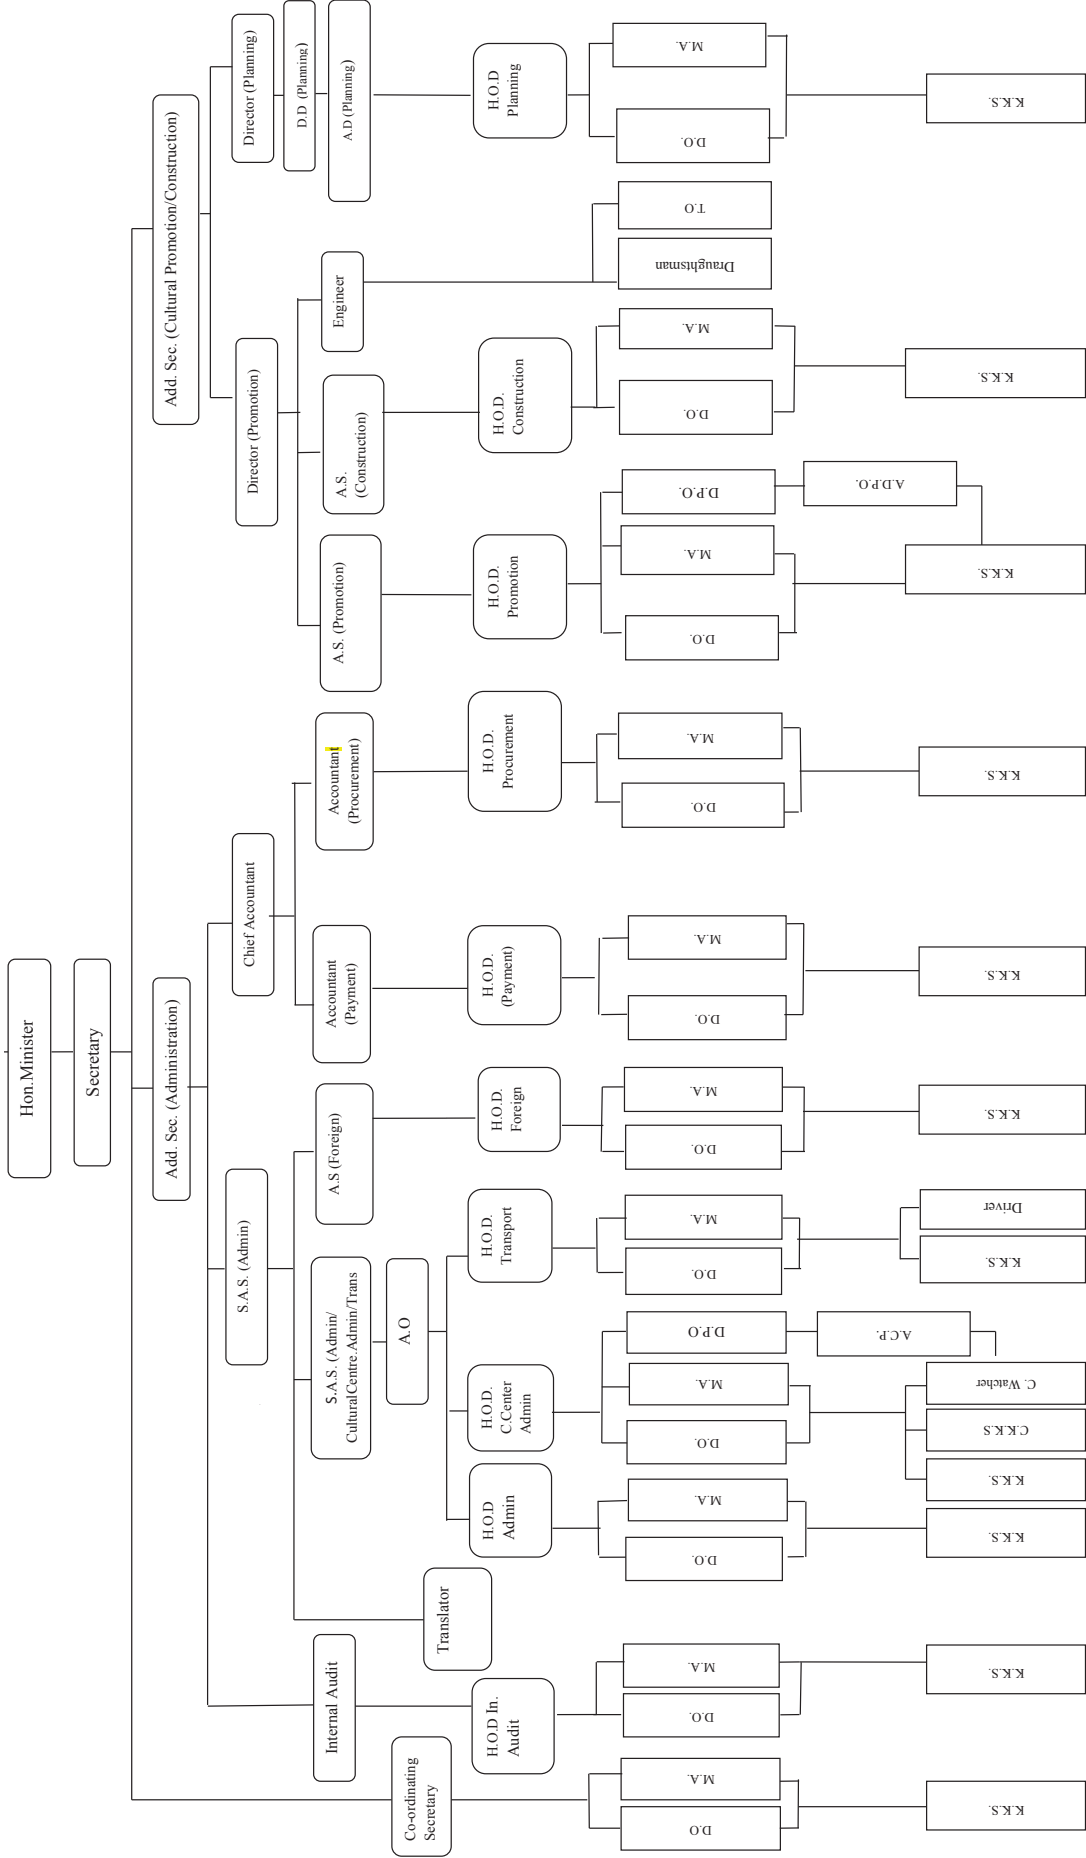 Hon.Minister
Secretary
Add. Sec. (Administration)
Add. Sec. (Cultural Promotion/Construction)
Internal Audit
S.A.S. (Admin)
Chief Accountant
Director (Promotion)
Director (Planning)
D.D (Planning)
A.D (Planning)
Co-ordinating
Secretary
Translator
S.A.S. (Admin/
CulturalCentre.Admin/Trans
A.S (Foreign)
Accountant
(Payment)
Accountant
(Procurement)
A.S. (Promotion)
A.S.
(Construction)
Engineer
A.O
H.O.D In.
Audit
H.O.D
Admin
H.O.D.
C.Center
Admin
H.O.D.
Transport
H.O.D.
Foreign
H.O.D.
(Payment)
H.O.D.
Procurement
H.O.D.
Promotion
H.O.D.
Construction
H.O.D
Planning
D.O
M.A.
D.O.
M.A.
D.O.
M.A.
D.O.
M.A.
D.P.O
D.O.
M.A.
D.O.
M.A.
D.O.
M.A.
D.O.
M.A.
D.O.
M.A.
D.P.O.
D.O.
M.A.
Draughtsman
T.O
D.O.
M.A.
A.C.P.
A.D.P.O.
K.K.S.
K.K.S.
K.K.S.
K.K.S.
C.K.K.S
C. Watcher
K.K.S.
Driver
K.K.S.
K.K.S.
K.K.S.
K.K.S.
K.K.S.
K.K.S.